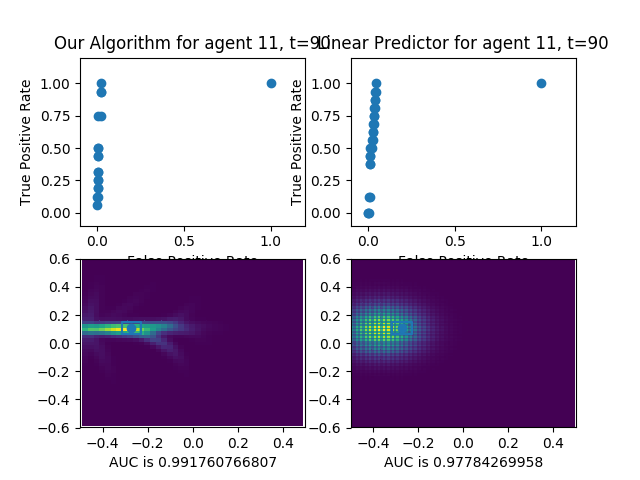 Our Algorithm for agent 11, t=90
Linear Predictor for agent 11, t=90
True Positive Rate
1.00
0.75
0.50
0.25
0.00
0.0 0.5 1.0
False Positive Rate
True Positive Rate
1.00
0.75
0.50
0.25
0.00
0.0 0.5 1.0
False Positive Rate
0.6
0.4
0.2
0.0
−0.2
−0.4
−0.6
−0.4 −0.2 0.0 0.2 0.4
AUC is 0.991760766807
0.6
0.4
0.2
0.0
−0.2
−0.4
−0.6
−0.4 −0.2 0.0 0.2 0.4
AUC is 0.97784269958